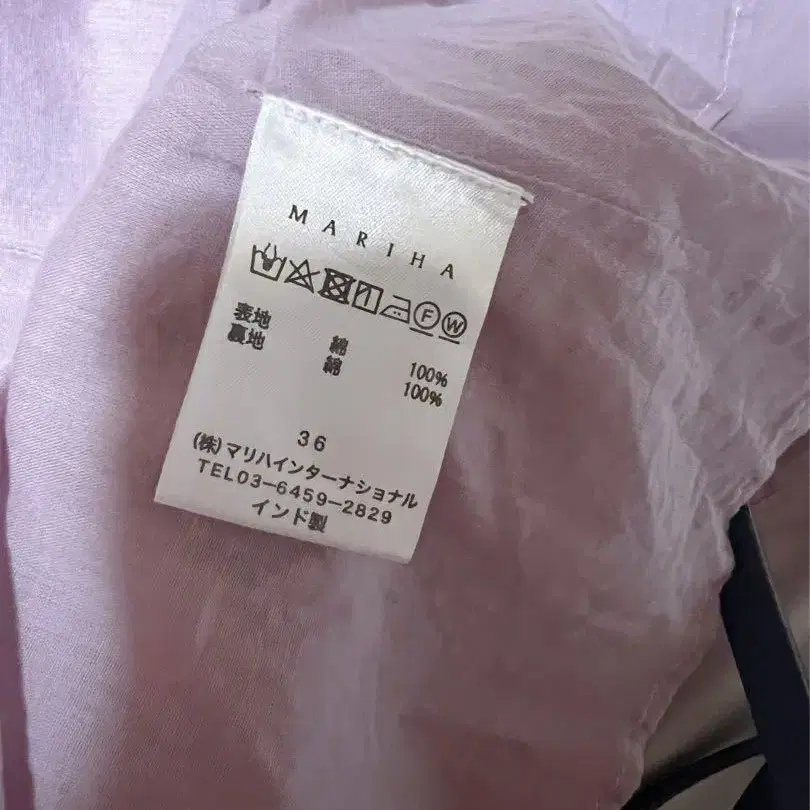 MARIHA
F W
表地 綿 100%
裏地 綿 100%
36
(株)マリハインターナショナル
TEL03-6459-2829
インド製